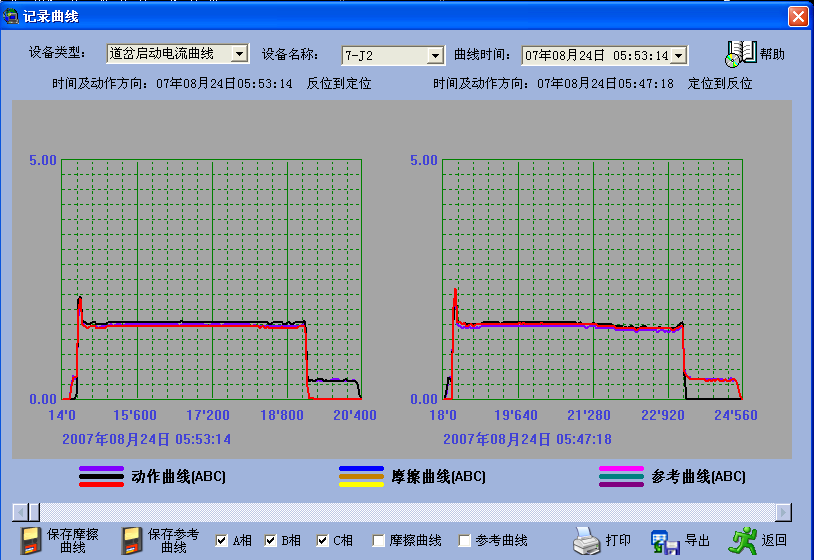 记录曲线
设备类型: 道岔启动电流曲线 设备名称: 7-J2 曲线时间: 07年08月24日 05:53:14 帮助
时间及动作方向: 07年08月24日05:53:14 反位到定位 时间及动作方向: 07年08月24日05:47:18 定位到反位
5.00 5.00
0.00 0.00
14'0 15'600 17'200 18'800 20'400 18'0 19'640 21'280 22'920 24'560
2007年08月24日 05:53:14 2007年08月24日 05:47:18
动作曲线(ABC) 摩擦曲线(ABC) 参考曲线(ABC)
保存摩擦曲线 保存参考曲线 A相 B相 C相 摩擦曲线 参考曲线 打印 导出 返回